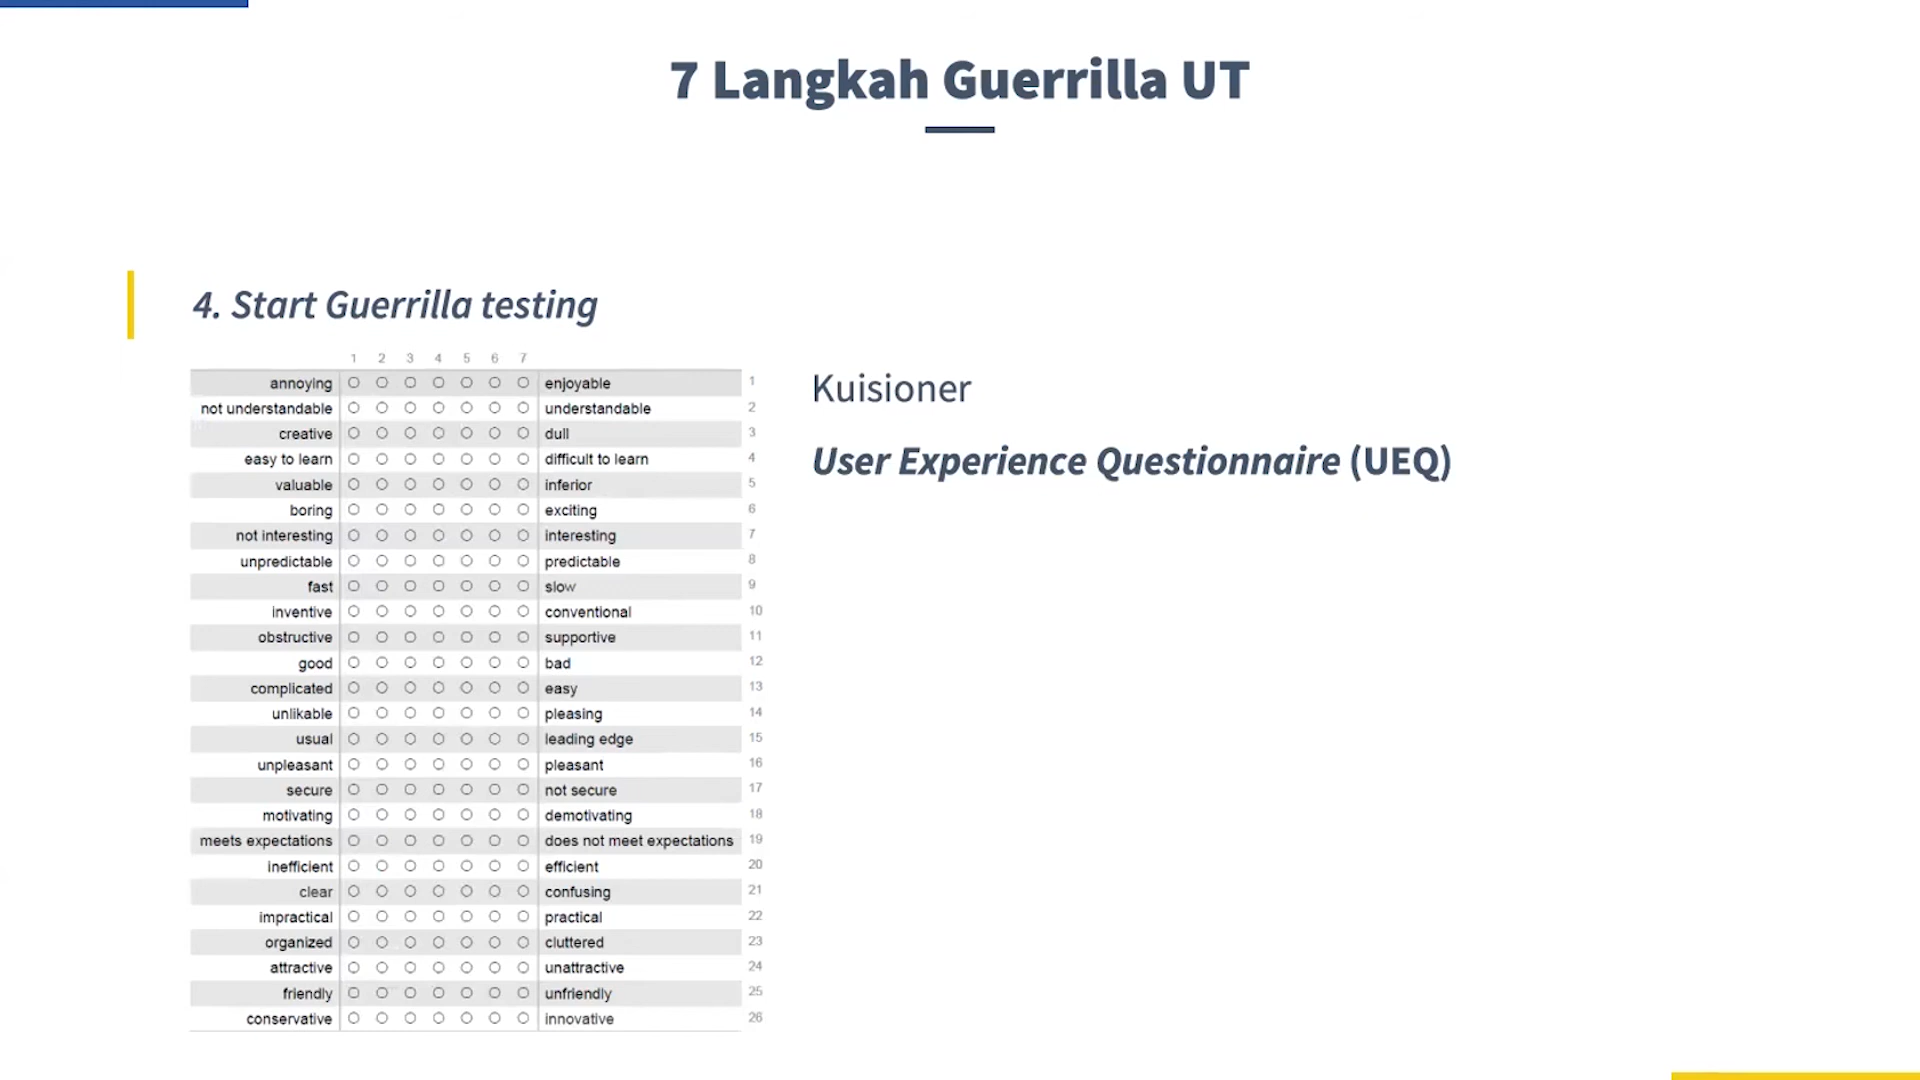 7 Langkah Guerrilla UT
4. Start Guerrilla testing
1 2 3 4 5 6 7
annoying enjoyable 1
not understandable understandable 2
creative dull 3
easy to learn difficult to learn 4
valuable inferior 5
boring exciting 6
not interesting interesting 7
unpredictable predictable 8
fast slow 9
inventive conventional 10
obstructive supportive 11
good bad 12
complicated easy 13
unlikable pleasing 14
usual leading edge 15
unpleasant pleasant 16
secure not secure 17
motivating demotivating 18
meets expectations does not meet expectations 19
inefficient efficient 20
clear confusing 21
impractical practical 22
organized cluttered 23
attractive unattractive 24
friendly unfriendly 25
conservative innovative 26
Kuisioner
User Experience Questionnaire (UEQ)